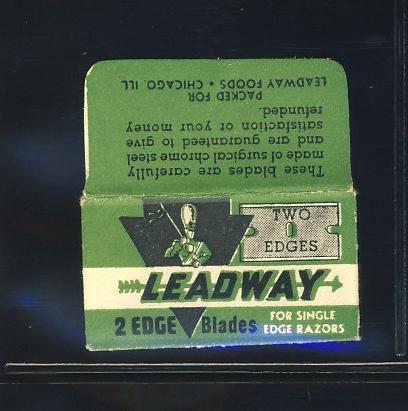 These blades are carefully
made of surgical chrome steel
and are guaranteed to give
satisfaction or your money
refunded.
PACKED FOR
LEADWAY FOODS • CHICAGO, ILL.
TWO
EDGES
LEADWAY
2 EDGE Blades
FOR SINGLE
EDGE RAZORS